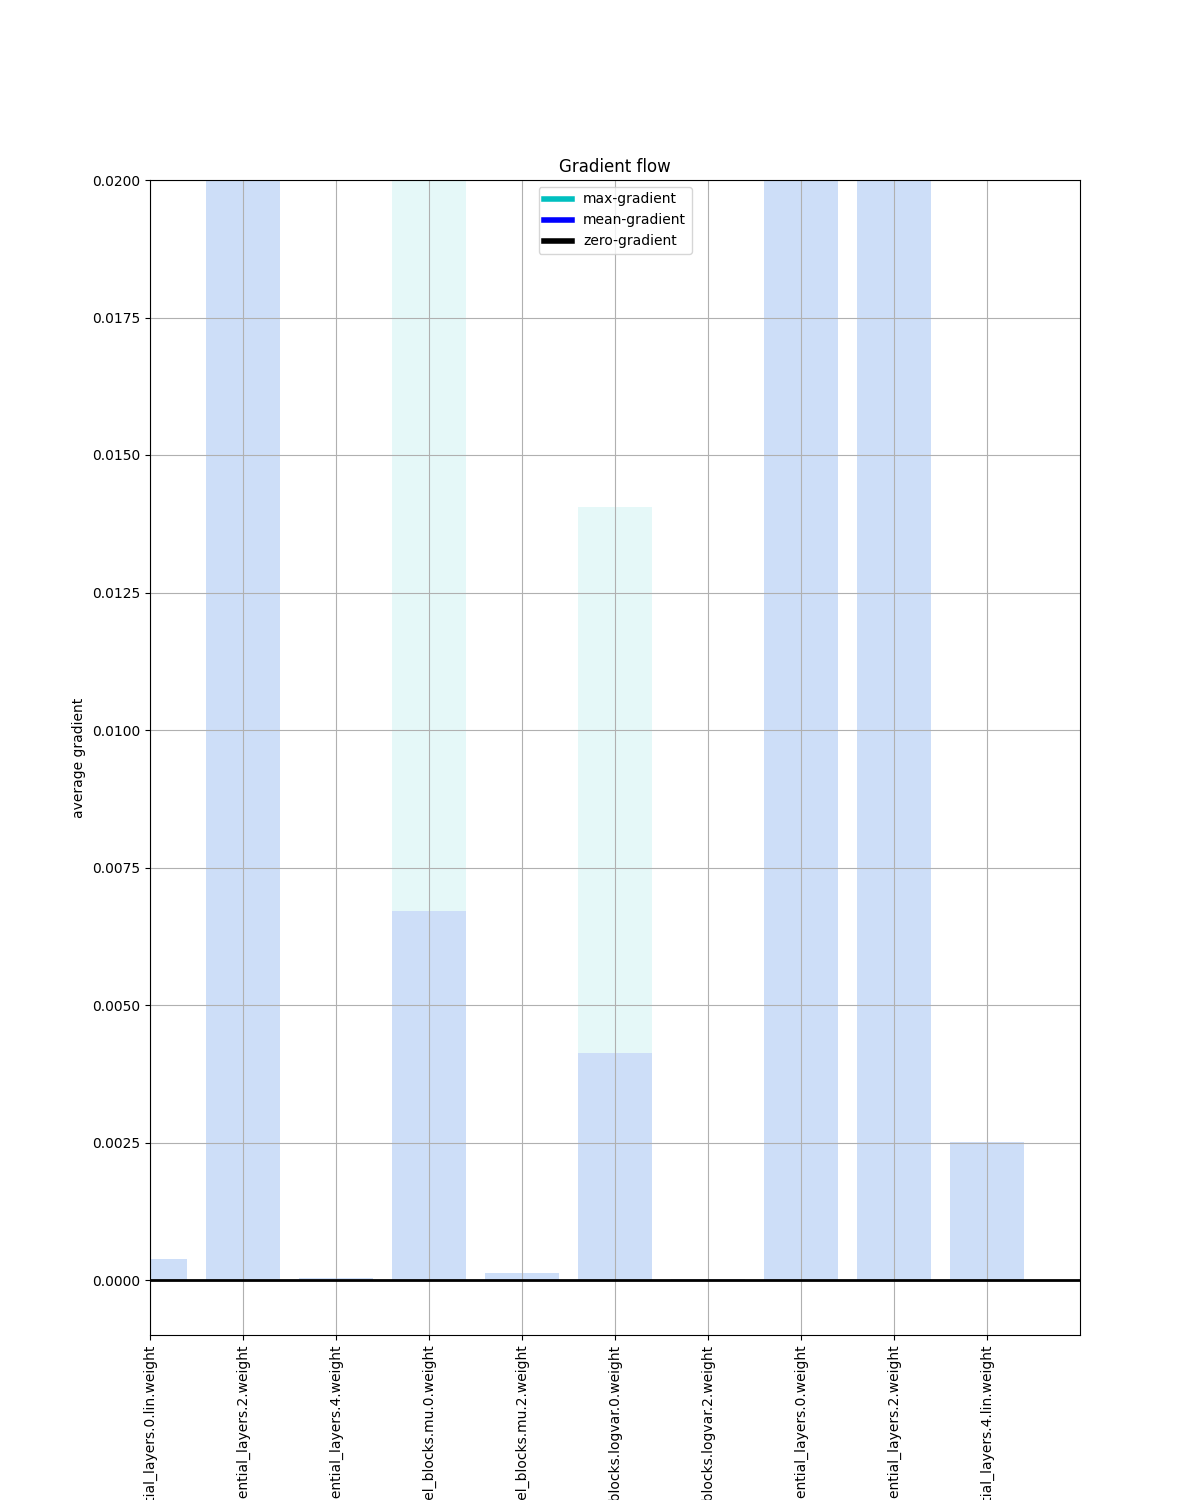 Gradient flow
max-gradient
mean-gradient
zero-gradient
0.0200
0.0175
0.0150
0.0125
0.0100
0.0075
0.0050
0.0025
0.0000
average gradient
tial_layers.0.lin.weight
ential_layers.2.weight
ential_layers.4.weight
el_blocks.mu.0.weight
el_blocks.mu.2.weight
blocks.logvar.0.weight
blocks.logvar.2.weight
ential_layers.0.weight
ential_layers.2.weight
tial_layers.4.lin.weight